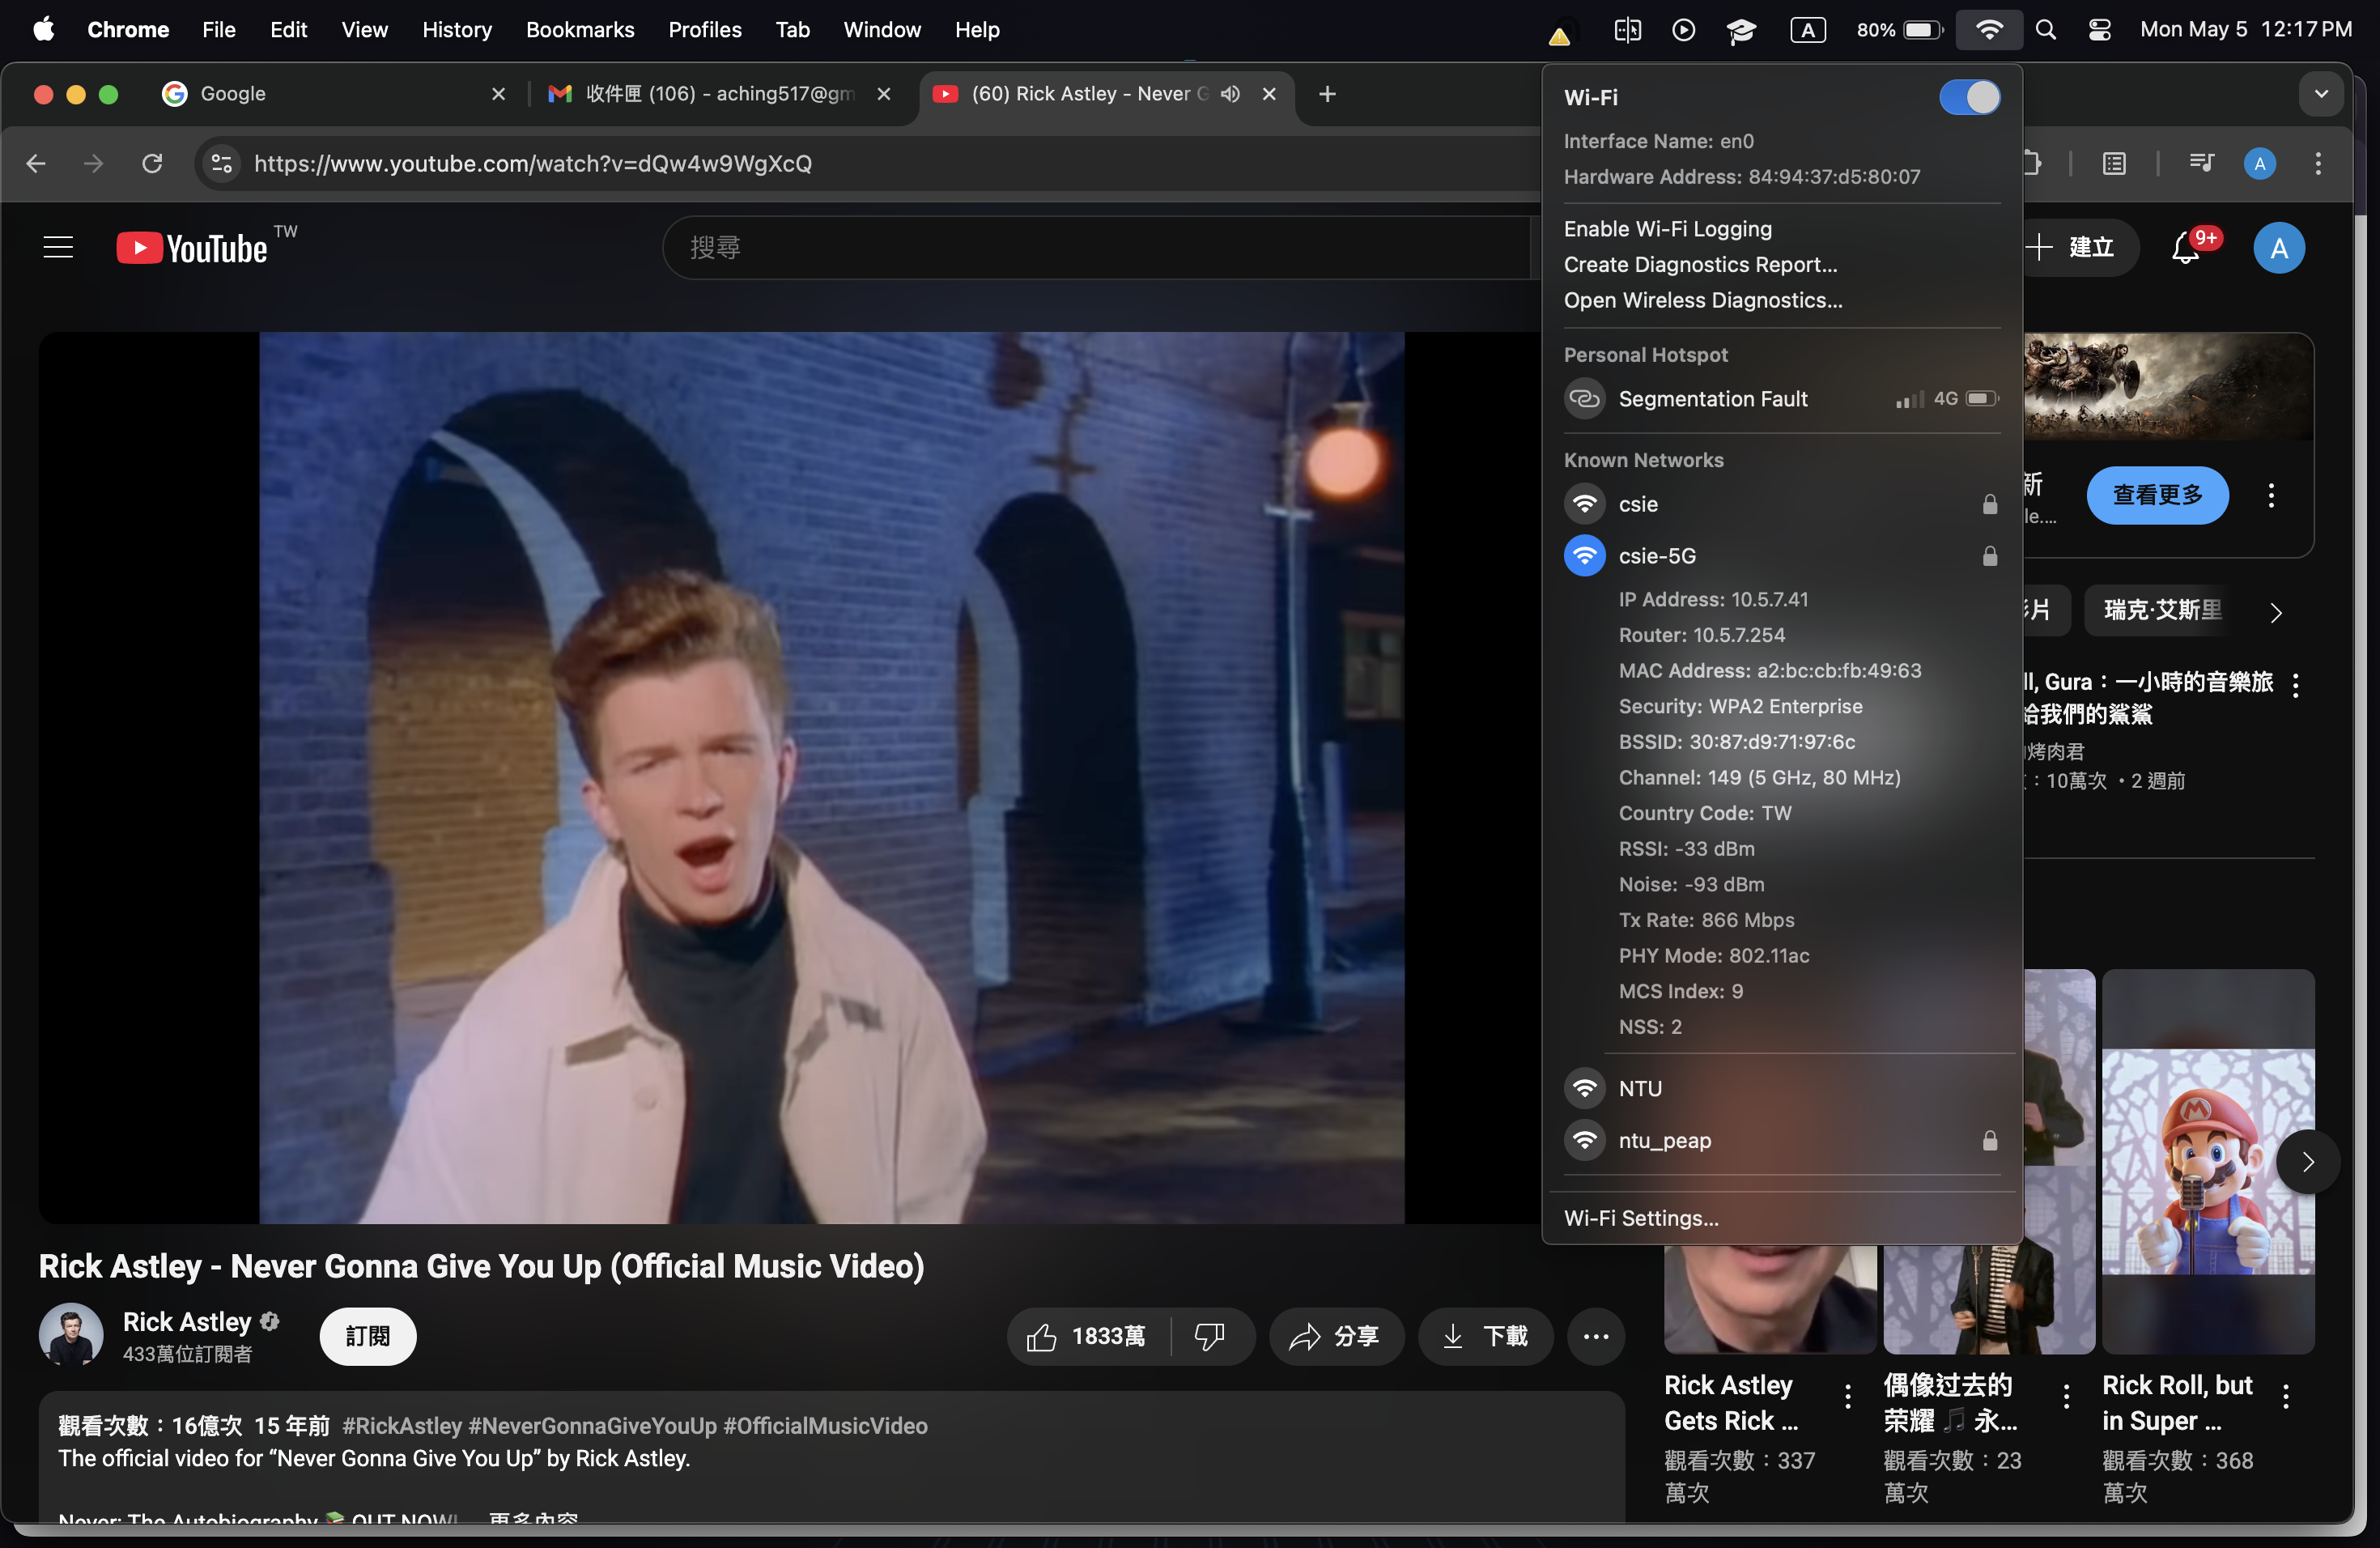 Chrome File Edit View History Bookmarks Profiles Tab Window Help
A 80% Mon May 5 12:17 PM
Google
收件匣 (106) - aching517@gm
(60) Rick Astley - Never G
https://www.youtube.com/watch?v=dQw4w9WgXcQ
A
YouTube TW
搜尋
建立
9+
A
Wi-Fi
Interface Name: en0
Hardware Address: 84:94:37:d5:80:07
Enable Wi-Fi Logging
Create Diagnostics Report...
Open Wireless Diagnostics...
Personal Hotspot
Segmentation Fault 4G
Known Networks
csie
csie-5G
IP Address: 10.5.7.41
Router: 10.5.7.254
MAC Address: a2:bc:cb:fb:49:63
Security: WPA2 Enterprise
BSSID: 30:87:d9:71:97:6c
Channel: 149 (5 GHz, 80 MHz)
Country Code: TW
RSSI: -33 dBm
Noise: -93 dBm
Tx Rate: 866 Mbps
PHY Mode: 802.11ac
MCS Index: 9
NSS: 2
NTU
ntu_peap
Wi-Fi Settings...
新
le....
查看更多
片
瑞克·艾斯里
ll, Gura：一小時的音樂旅
給我們的鯊鯊
烤肉君
：10萬次 ・2 週前
Rick Astley - Never Gonna Give You Up (Official Music Video)
Rick Astley
433萬位訂閱者
訂閱
1833萬
分享
下載
觀看次數：16億次 15 年前 #RickAstley #NeverGonnaGiveYouUp #OfficialMusicVideo
The official video for “Never Gonna Give You Up” by Rick Astley.
Never: The Autobiography 📚 OUT NOW! ...更多內容
Rick Astley
Gets Rick ...
觀看次數：337
萬次
偶像过去的
荣耀 🎵 永...
觀看次數：23
萬次
Rick Roll, but
in Super ...
觀看次數：368
萬次